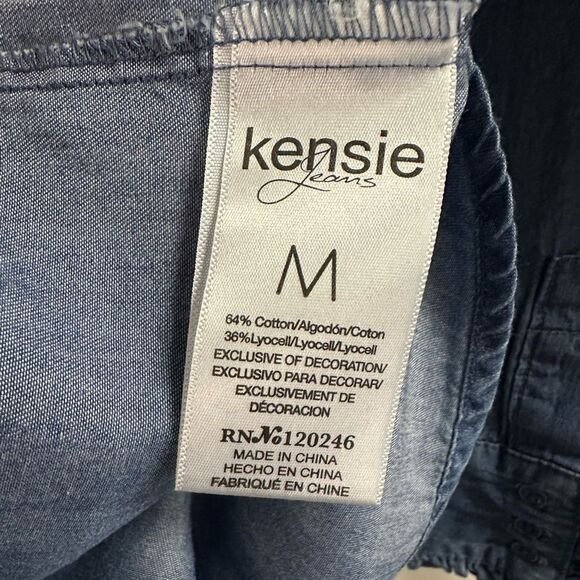 kensie
Jeans
M
64% Cotton/Algodón/Coton
36%Lyocell/Lyocell/Lyocell
EXCLUSIVE OF DECORATION/
EXCLUSIVO PARA DECORAR/
EXCLUSIVEMENT DE
DÉCORACION
RN№120246
MADE IN CHINA
HECHO EN CHINA
FABRIQUÉ EN CHINE